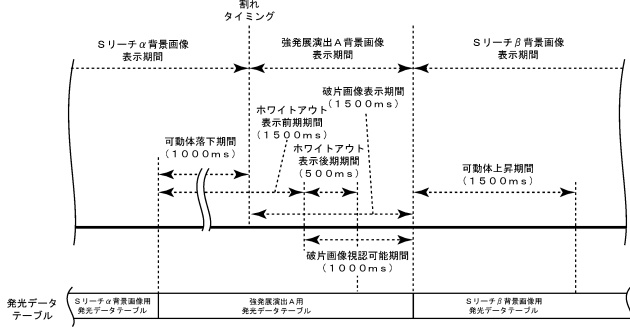 割れ
タイミング
Sリーチα背景画像
表示期間
強発展演出A背景画像
表示期間
Sリーチβ背景画像
表示期間
破片画像表示期間
(1500ms)
ホワイトアウト
表示前期期間
(1500ms)
可動体落下期間
(1000ms)
ホワイトアウト
表示後期期間
(500ms)
可動体上昇期間
(1500ms)
破片画像視認可能期間
(1000ms)
発光データ
テーブル
Sリーチα背景画像用
発光データテーブル
強発展演出A用
発光データテーブル
Sリーチβ背景画像用
発光データテーブル